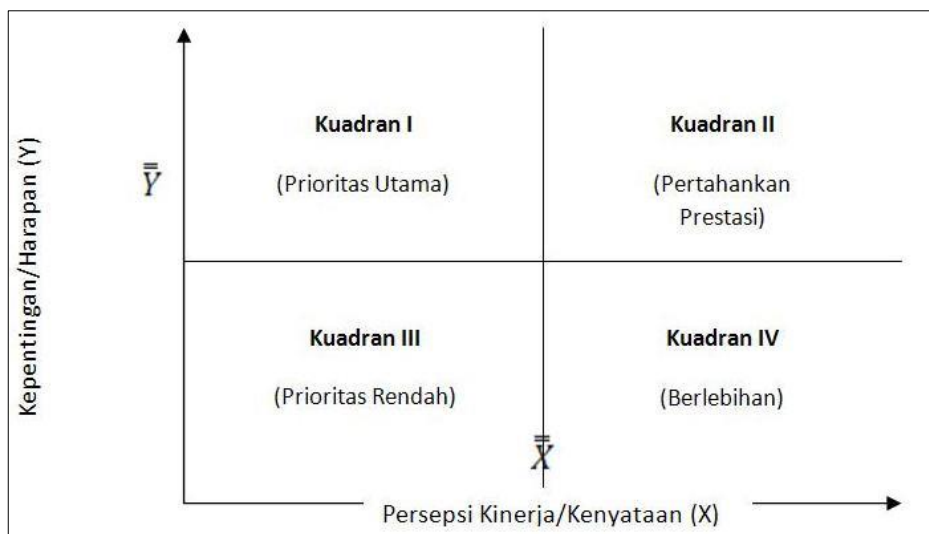 Kepentingan/Harapan (Y)
Kuadran I
(Prioritas Utama)
Kuadran II
(Pertahankan
Prestasi)
Y̿
Kuadran III
(Prioritas Rendah)
Kuadran IV
(Berlebihan)
X̿
Persepsi Kinerja/Kenyataan (X)